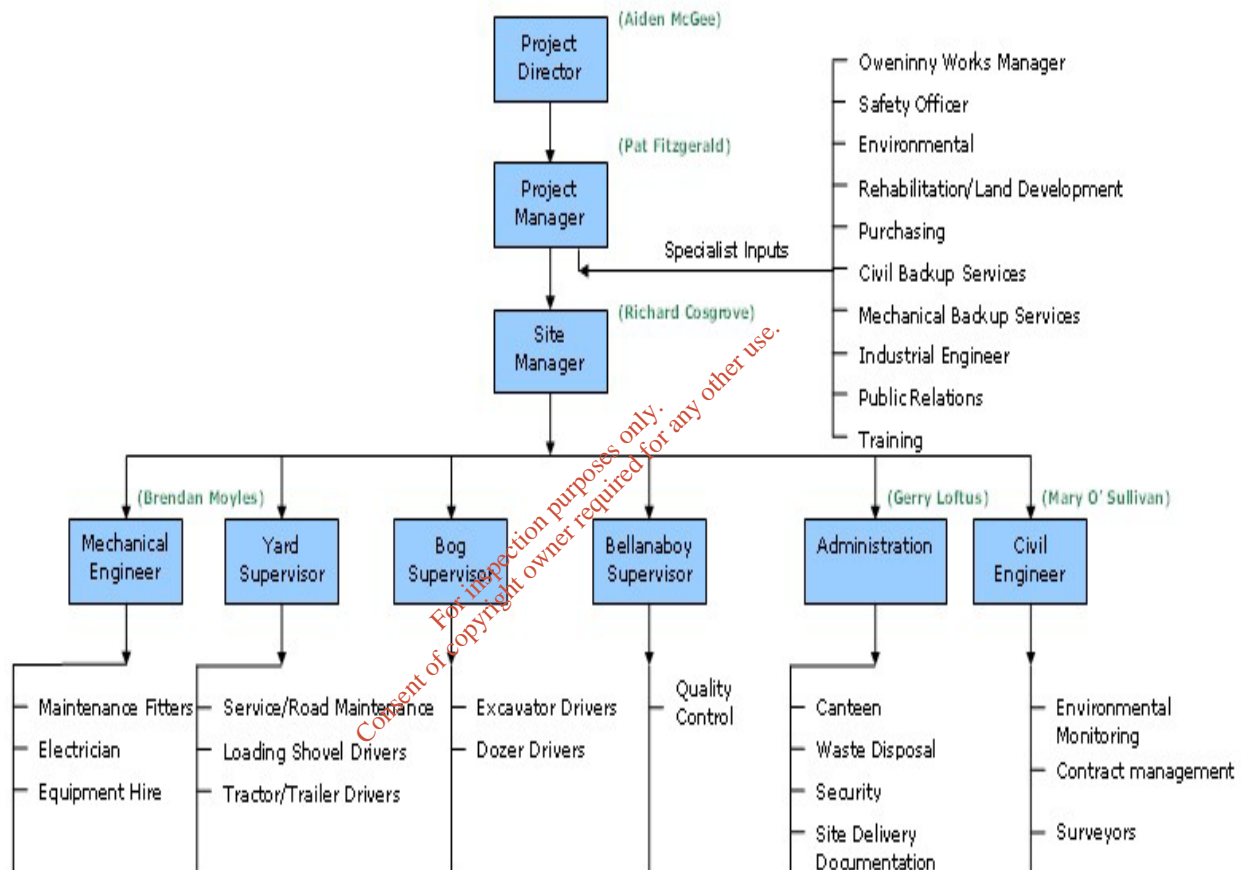 (Aiden McGee)
Project
Director
(Pat Fitzgerald)
Project
Manager
Specialist Inputs
Oweninny Works Manager
Safety Officer
Environmental
Rehabilitation/Land Development
Purchasing
Civil Backup Services
Mechanical Backup Services
Industrial Engineer
Public Relations
Training
(Richard Cosgrove)
Site
Manager
For inspection purposes only.
Consent of copyright owner required for any other use.
(Brendan Moyles)
(Gerry Loftus)
(Mary O' Sullivan)
Mechanical
Engineer
Yard
Supervisor
Bog
Supervisor
Bellanaboy
Supervisor
Administration
Civil
Engineer
Maintenance Fitters
Electrician
Equipment Hire
Service/Road Maintenance
Loading Shovel Drivers
Tractor/Trailer Drivers
Excavator Drivers
Dozer Drivers
Quality
Control
Canteen
Waste Disposal
Security
Site Delivery
Documentation
Environmental
Monitoring
Contract management
Surveyors